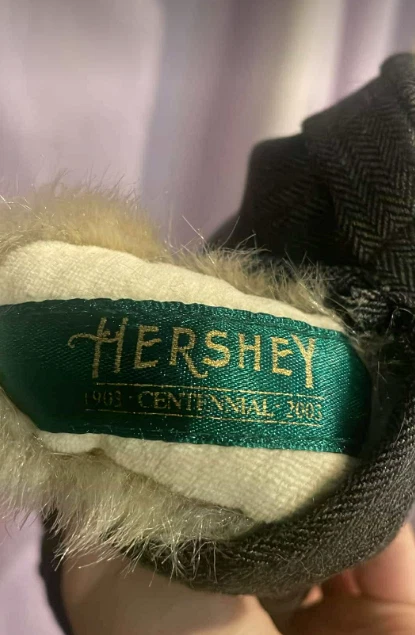 HERSHEY
1903 · CENTENNIAL · 2003